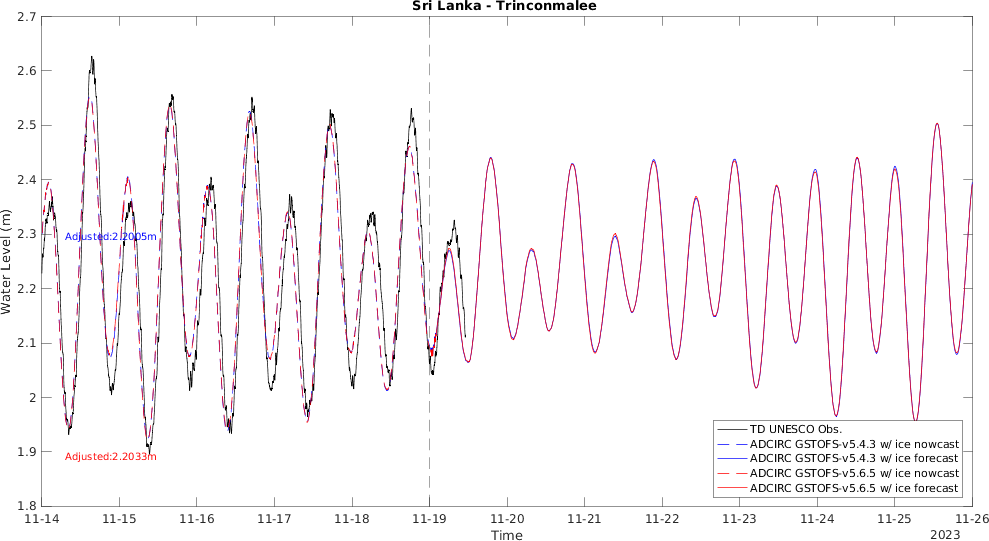 Sri Lanka - Trinconmalee
2.7
2.6
2.5
2.4
2.3
2.2
2.1
2
1.9
1.8
Water Level (m)
Adjusted:2.2005m
Adjusted:2.2033m
TD UNESCO Obs.
ADCIRC GSTOFS-v5.4.3 w/ ice nowcast
ADCIRC GSTOFS-v5.4.3 w/ ice forecast
ADCIRC GSTOFS-v5.6.5 w/ ice nowcast
ADCIRC GSTOFS-v5.6.5 w/ ice forecast
11-14 11-15 11-16 11-17 11-18 11-19 11-20 11-21 11-22 11-23 11-24 11-25 11-26
Time
2023